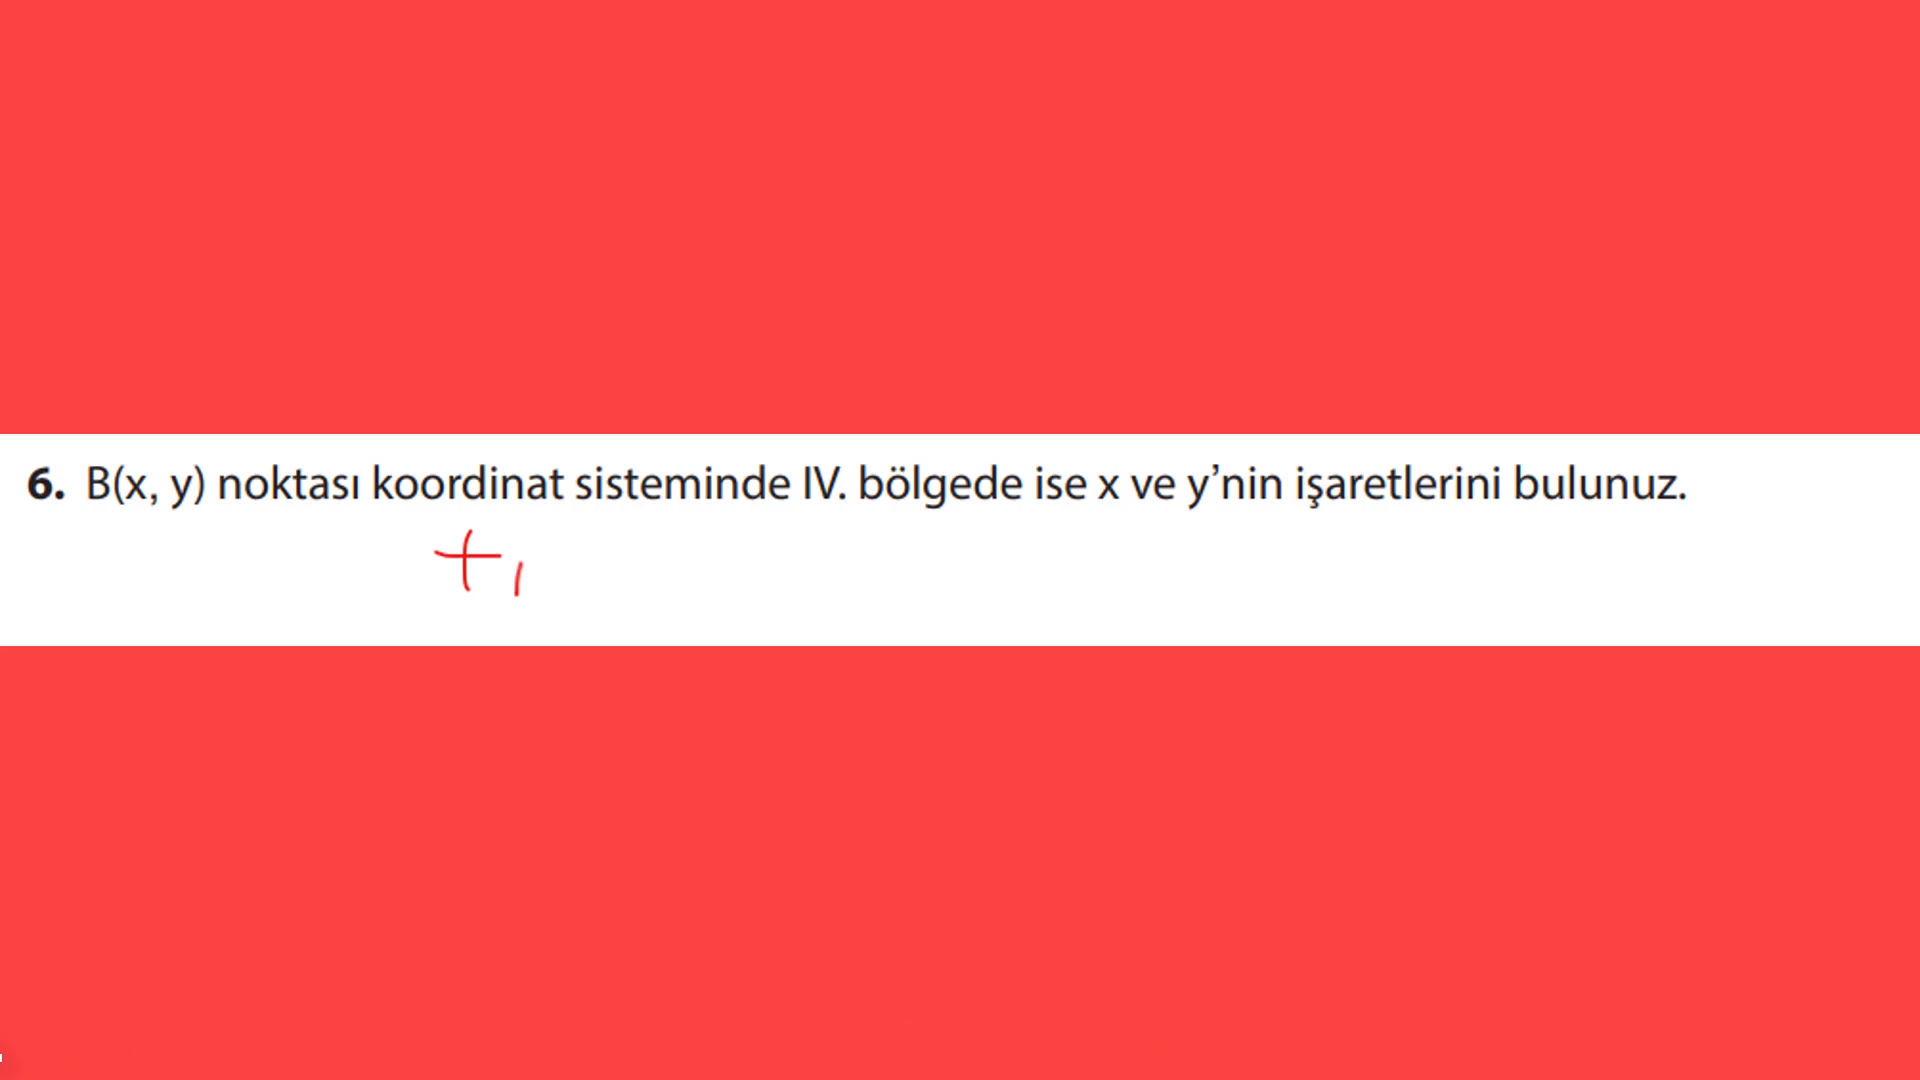 6. B(x, y) noktası koordinat sisteminde IV. bölgede ise x ve y’nin işaretlerini bulunuz.
+,